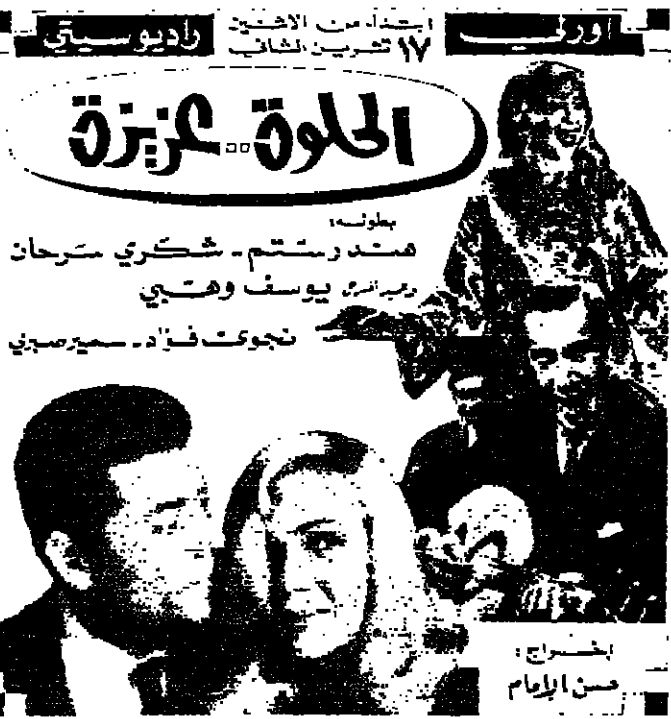 اورلي
ابتداء من الاثنين
١٧ تشرين الثاني
راديو سيتي
الحلوة .. عزيزة
بطولة:
هند رستم - شكري سرحان
يوسف وهبي
نجوى فؤاد - سمير صبري
إخراج:
حسن الإمام